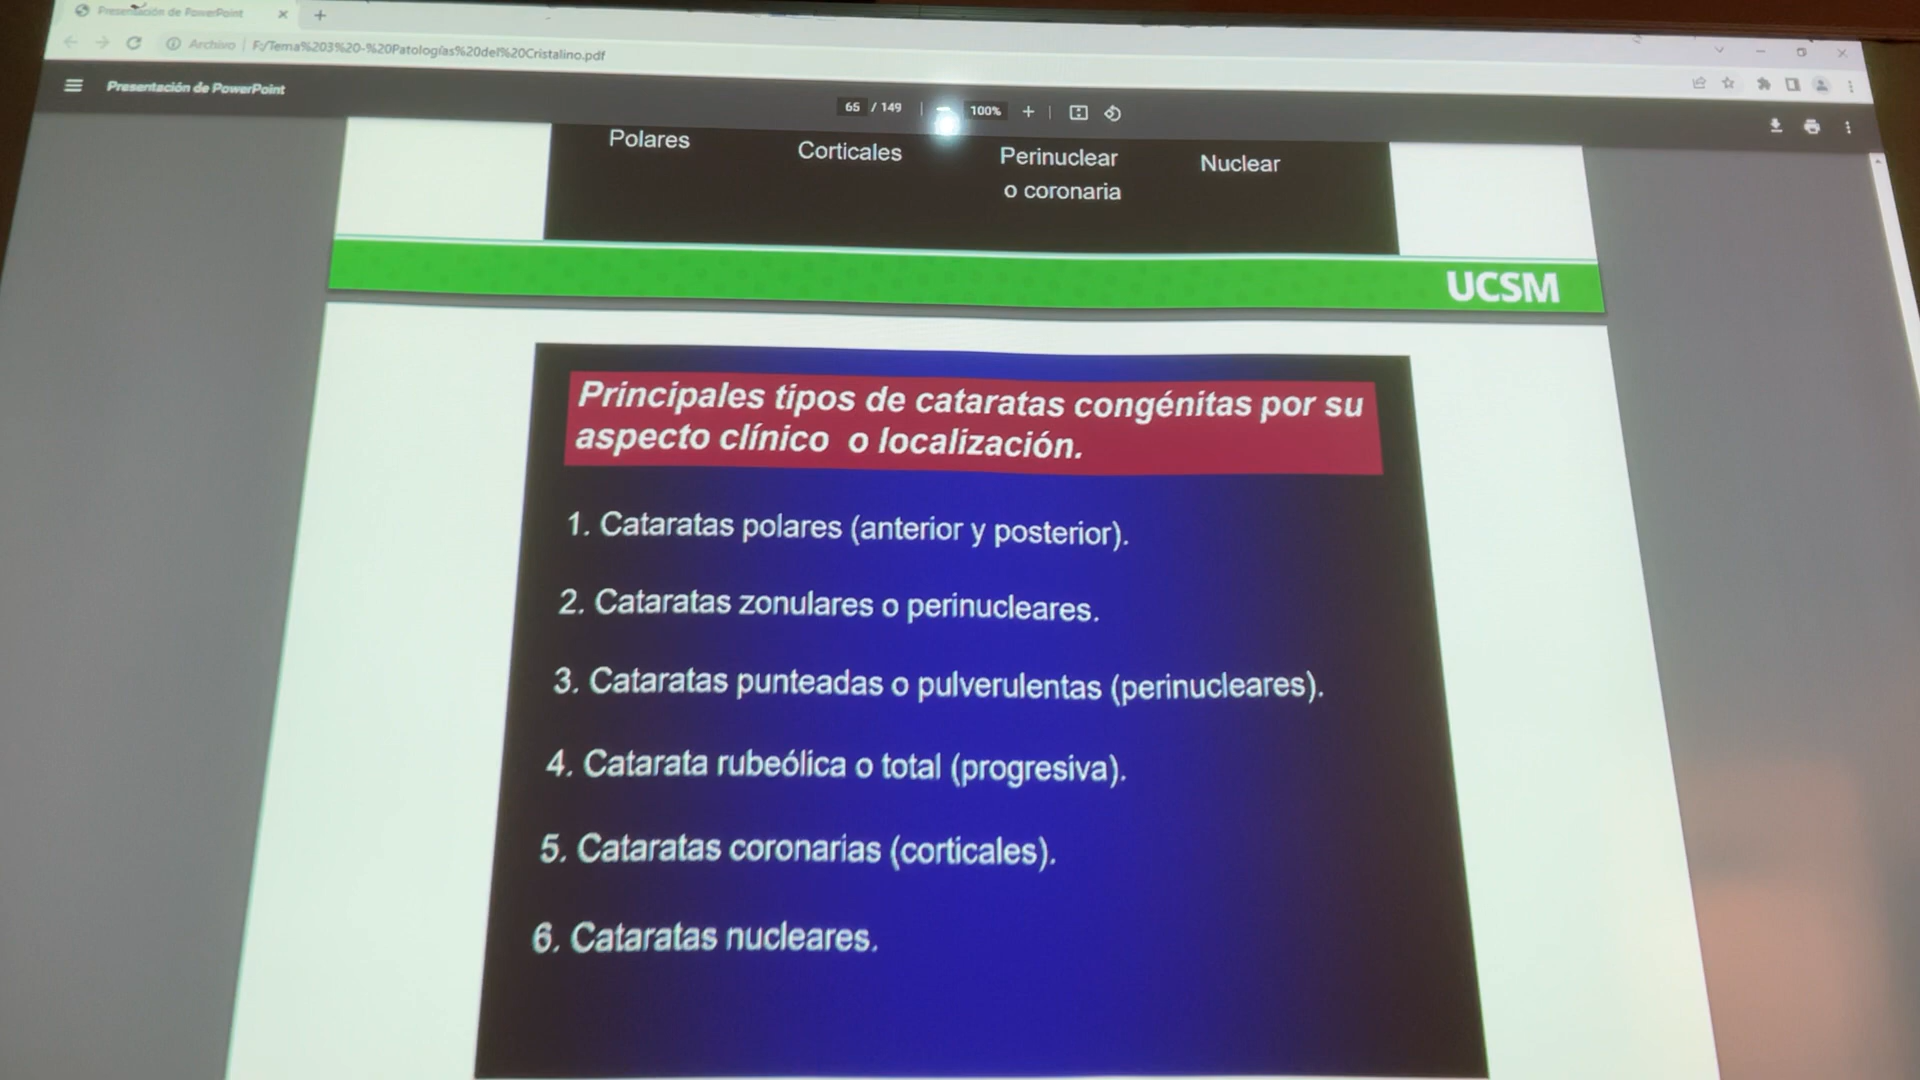 Presentación de PowerPoint
Archivo | F:/Tema%203%20-%20Patologías%20del%20Cristalino.pdf
Presentación de PowerPoint
65 / 149
100%
Polares
Corticales
Perinuclear
o coronaria
Nuclear
UCSM
Principales tipos de cataratas congénitas por su
aspecto clínico o localización.
1. Cataratas polares (anterior y posterior).
2. Cataratas zonulares o perinucleares.
3. Cataratas punteadas o pulverulentas (perinucleares).
4. Catarata rubeólica o total (progresiva).
5. Cataratas coronarias (corticales).
6. Cataratas nucleares.